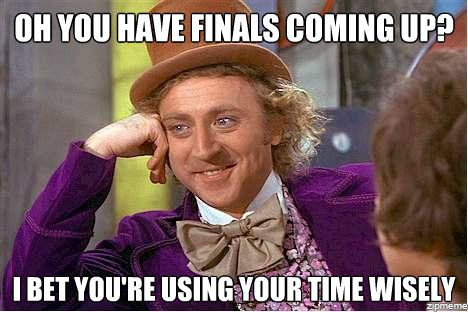 OH YOU HAVE FINALS COMING UP?
I BET YOU'RE USING YOUR TIME WISELY
zipmeme